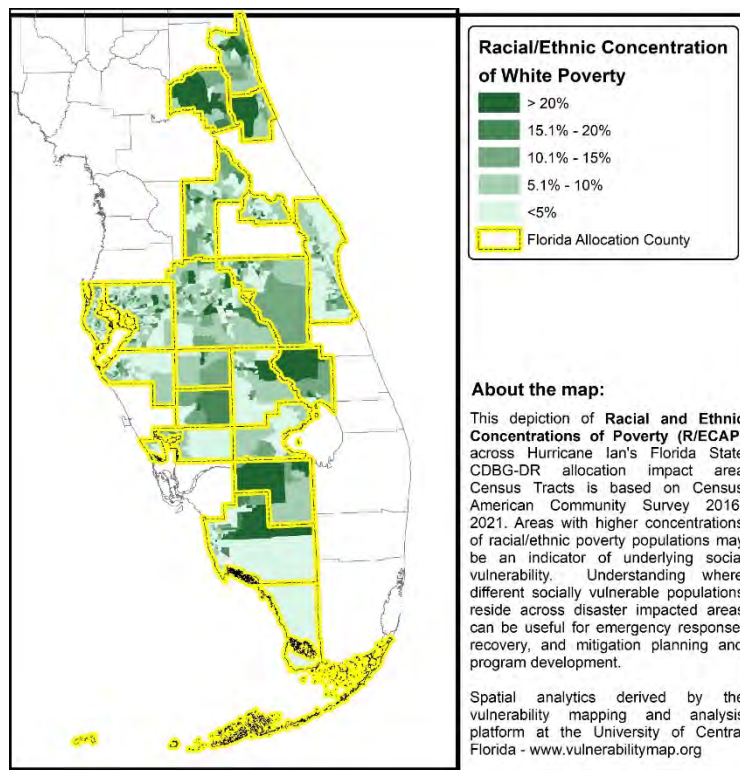 Racial/Ethnic Concentration
of White Poverty
> 20%
15.1% - 20%
10.1% - 15%
5.1% - 10%
<5%
Florida Allocation County
About the map:
This depiction of Racial and Ethnic
Concentrations of Poverty (R/ECAP
across Hurricane Ian's Florida State
CDBG-DR allocation impact area
Census Tracts is based on Census
American Community Survey 2016
2021. Areas with higher concentrations
of racial/ethnic poverty populations may
be an indicator of underlying socia
vulnerability. Understanding where
different socially vulnerable populations
reside across disaster impacted areas
can be useful for emergency response
recovery, and mitigation planning and
program development.
Spatial analytics derived by the
vulnerability mapping and analysis
platform at the University of Centra
Florida - www.vulnerabilitymap.org